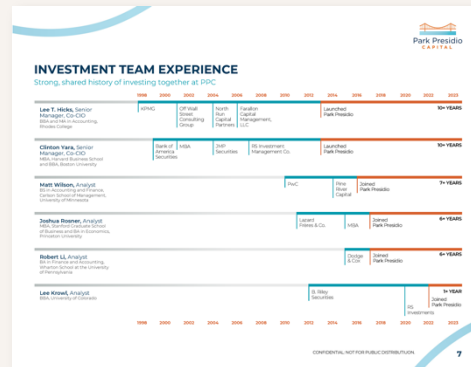 Park Presidio
CAPITAL
INVESTMENT TEAM EXPERIENCE
Strong, shared history of investing together at PPC
1998 2000 2002 2004 2006 2008 2010 2012 2014 2016 2018 2020 2022 2023
Lee T. Hicks, Senior
Manager, Co-CIO
BBA and MA in Accounting,
Rhodes College
KPMG
Off Wall
Street
Consulting
Group
North
Run
Capital
Partners
Farallon
Capital
Management,
LLC
Launched
Park Presidio
10+ YEARS
Clinton Yara, Senior
Manager, Co-CIO
MBA, Harvard Business School
and BBA, Boston University
Bank of
America
Securities
MBA
JMP
Securities
RS Investment
Management Co.
Launched
Park Presidio
10+ YEARS
Matt Wilson, Analyst
BS in Accounting and Finance,
Carlson School of Management,
University of Minnesota
PWC
Pine
River
Capital
Joined
Park Presidio
7+ YEARS
Joshua Rosner, Analyst
MBA, Stanford Graduate School
of Business and BA in Economics,
Princeton University
Lazard
Frères & Co.
MBA
Joined
Park Presidio
6+ YEARS
Robert Li, Analyst
BA in Finance and Accounting,
Wharton School at the University
of Pennsylvania
Dodge
& Cox
Joined
Park Presidio
6+ YEARS
Lee Krowl, Analyst
BBA, University of Colorado
B. Riley
Securities
RS
Investments
Joined
Park Presidio
1+ YEAR
1998 2000 2002 2004 2006 2008 2010 2012 2014 2016 2018 2020 2022 2023
CONFIDENTIAL: NOT FOR PUBLIC DISTRIBUTION
7